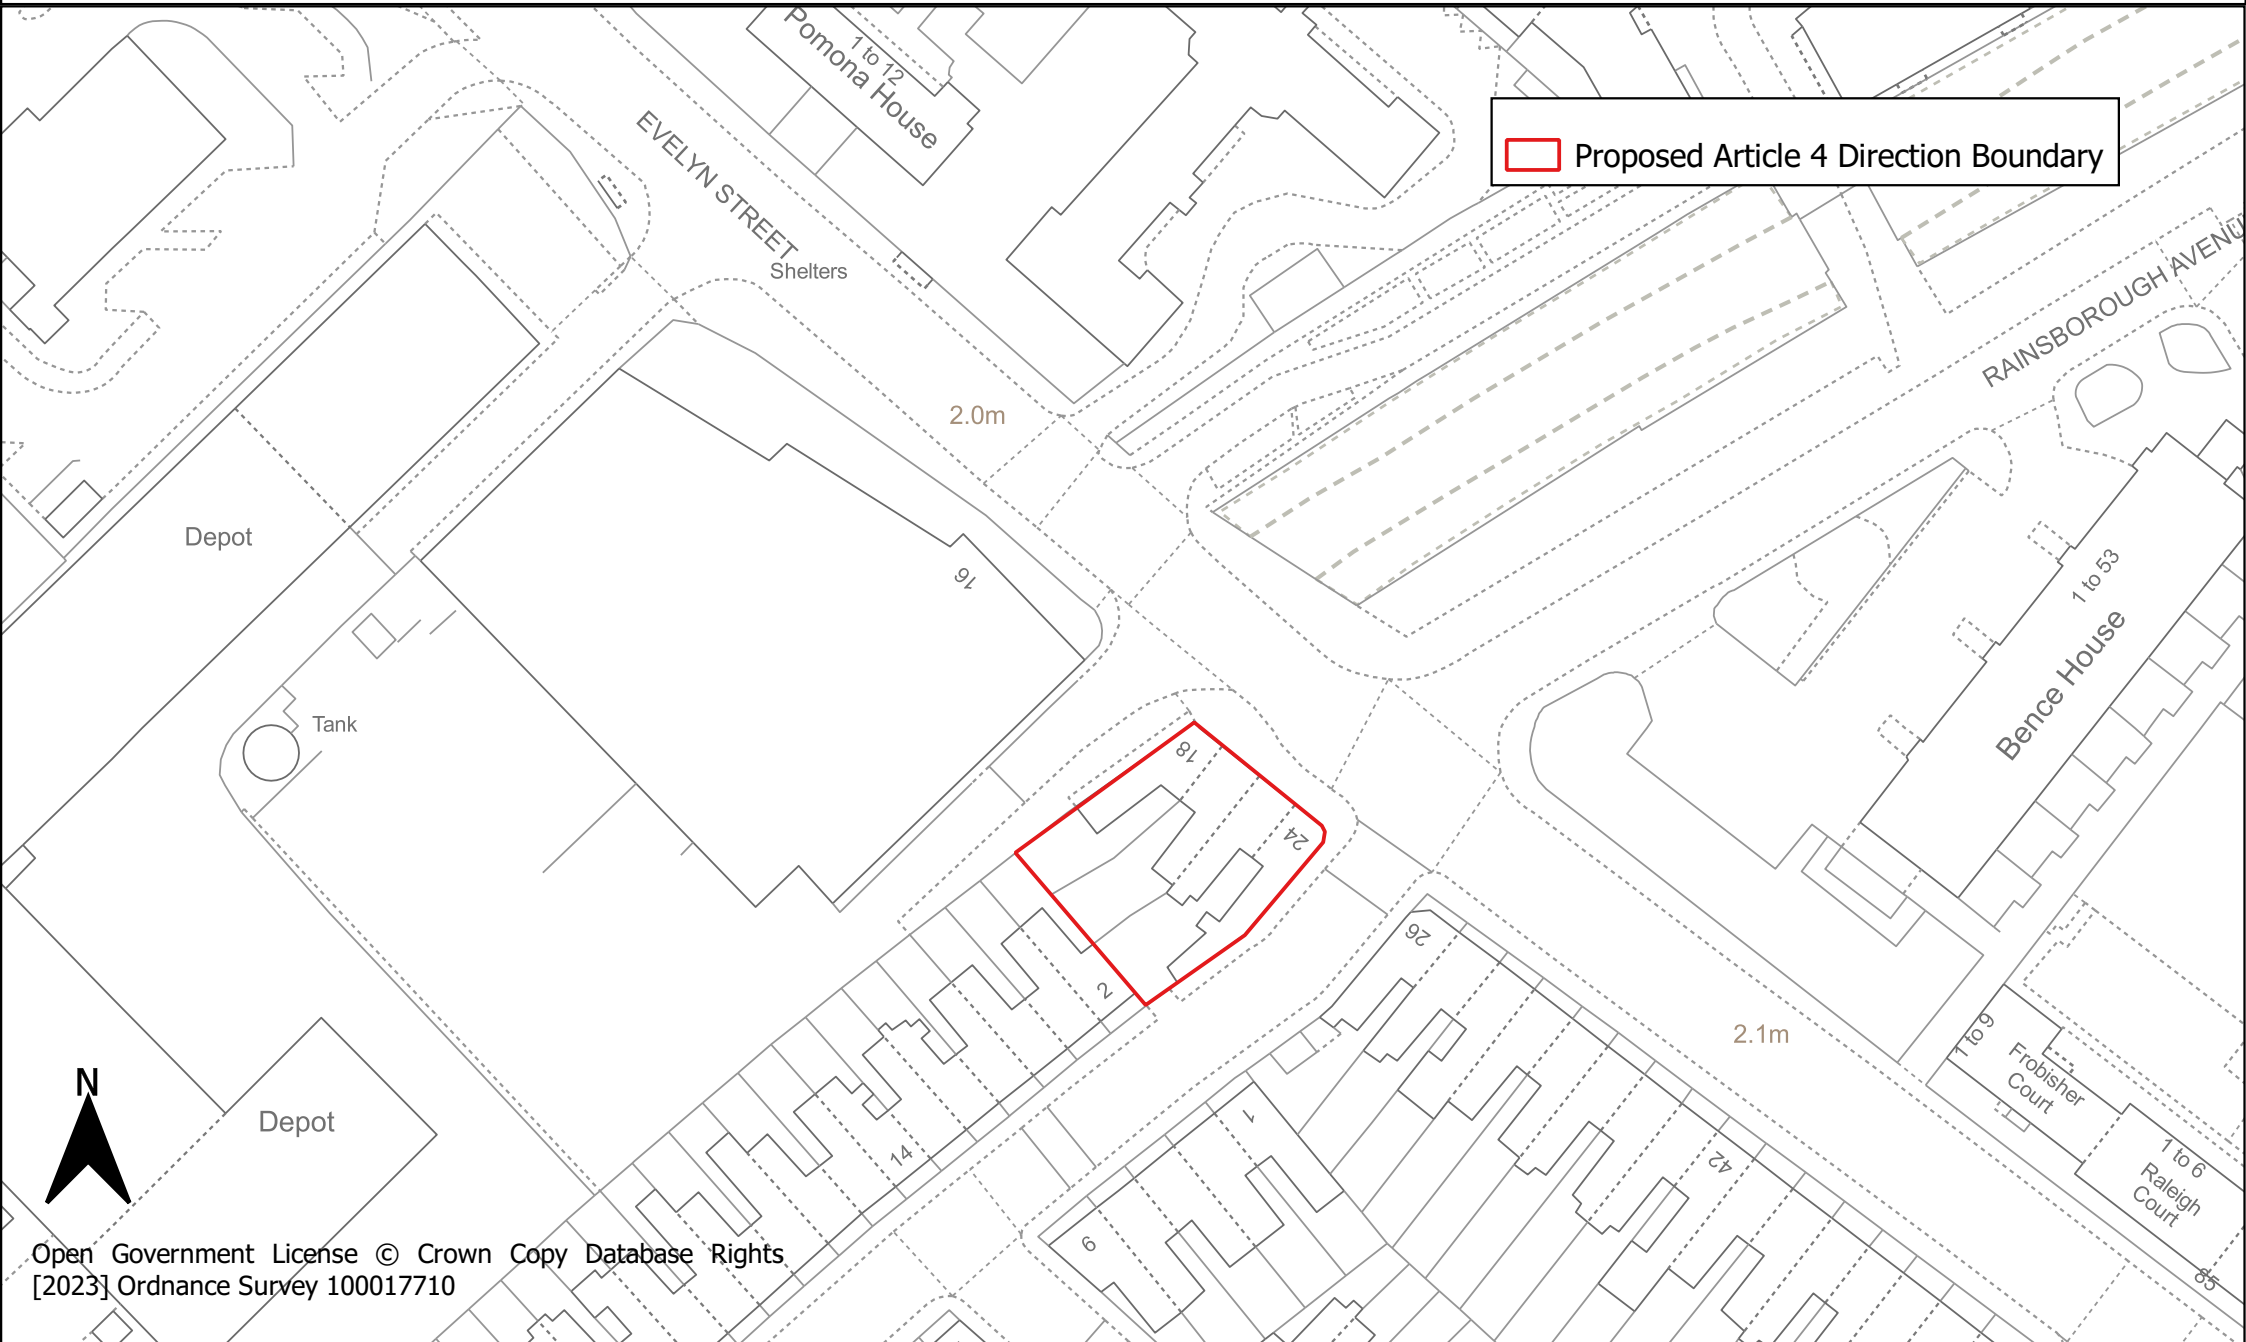 Pomona House
1 to 12
EVELYN STREET
Shelters
Proposed Article 4 Direction Boundary
RAINSBOROUGH AVENU
2.0m
Depot
16
1 to 53
Bence House
Tank
18
24
26
2
2.1m
1 to 9
Frobisher
Court
N
Depot
14
1
42
1 to 6
Raleigh
Court
9
85
Open Government License © Crown Copy Database Rights
[2023] Ordnance Survey 100017710